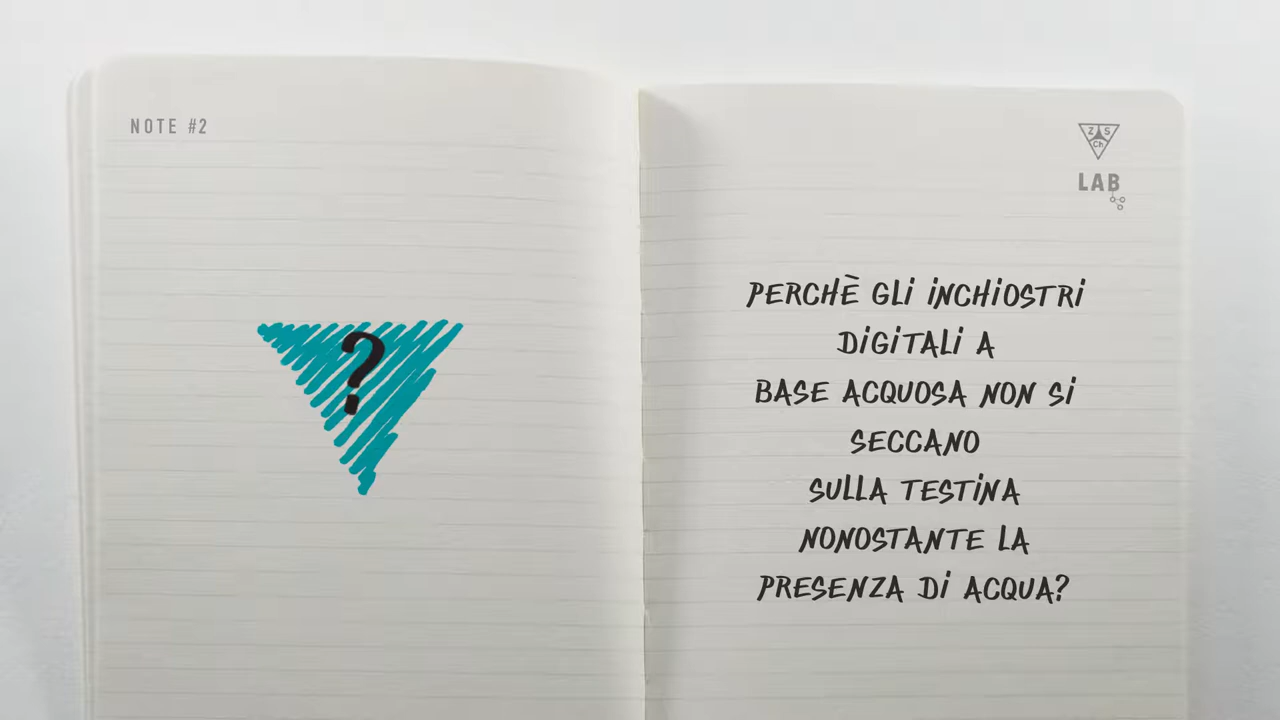 NOTE #2
?
Z S
Ch
LAB
PERCHÈ GLI INCHIOSTRI
DIGITALI A
BASE ACQUOSA NON SI
SECCANO
SULLA TESTINA
NONOSTANTE LA
PRESENZA DI ACQUA?